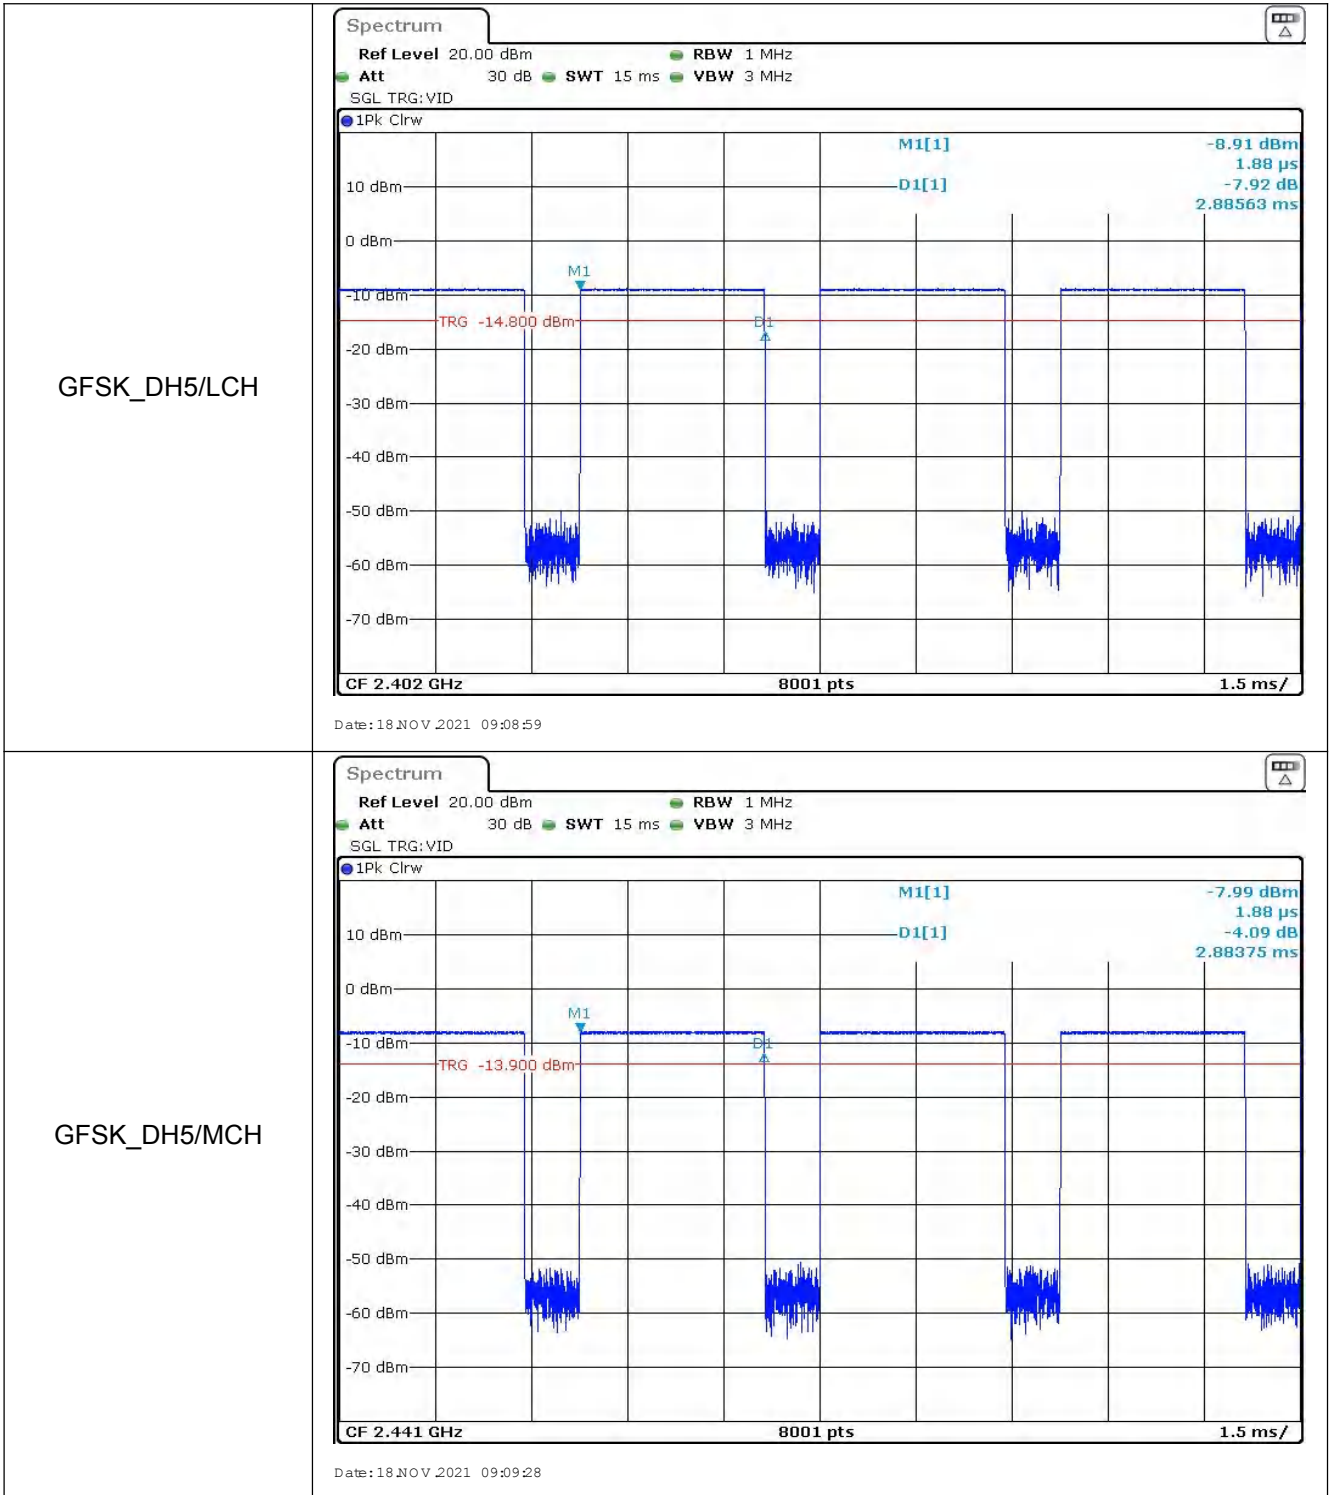 GFSK_DH5/LCH
Spectrum
Ref Level 20.00 dBm RBW 1 MHz
Att 30 dB SWT 15 ms VBW 3 MHz
SGL TRG:VID
1Pk Clrw
M1[1] -8.91 dBm
1.88 µs
D1[1] -7.92 dB
2.88563 ms
10 dBm
0 dBm
M1
-10 dBm
TRG -14.800 dBm
D1
-20 dBm
-30 dBm
-40 dBm
-50 dBm
-60 dBm
-70 dBm
CF 2.402 GHz 8001 pts 1.5 ms/
Date:18.NOV.2021 09:08:59
GFSK_DH5/MCH
Spectrum
Ref Level 20.00 dBm RBW 1 MHz
Att 30 dB SWT 15 ms VBW 3 MHz
SGL TRG:VID
1Pk Clrw
M1[1] -7.99 dBm
1.88 µs
D1[1] -4.09 dB
2.88375 ms
10 dBm
0 dBm
M1
-10 dBm
D1
TRG -13.900 dBm
-20 dBm
-30 dBm
-40 dBm
-50 dBm
-60 dBm
-70 dBm
CF 2.441 GHz 8001 pts 1.5 ms/
Date:18.NOV.2021 09:09:28